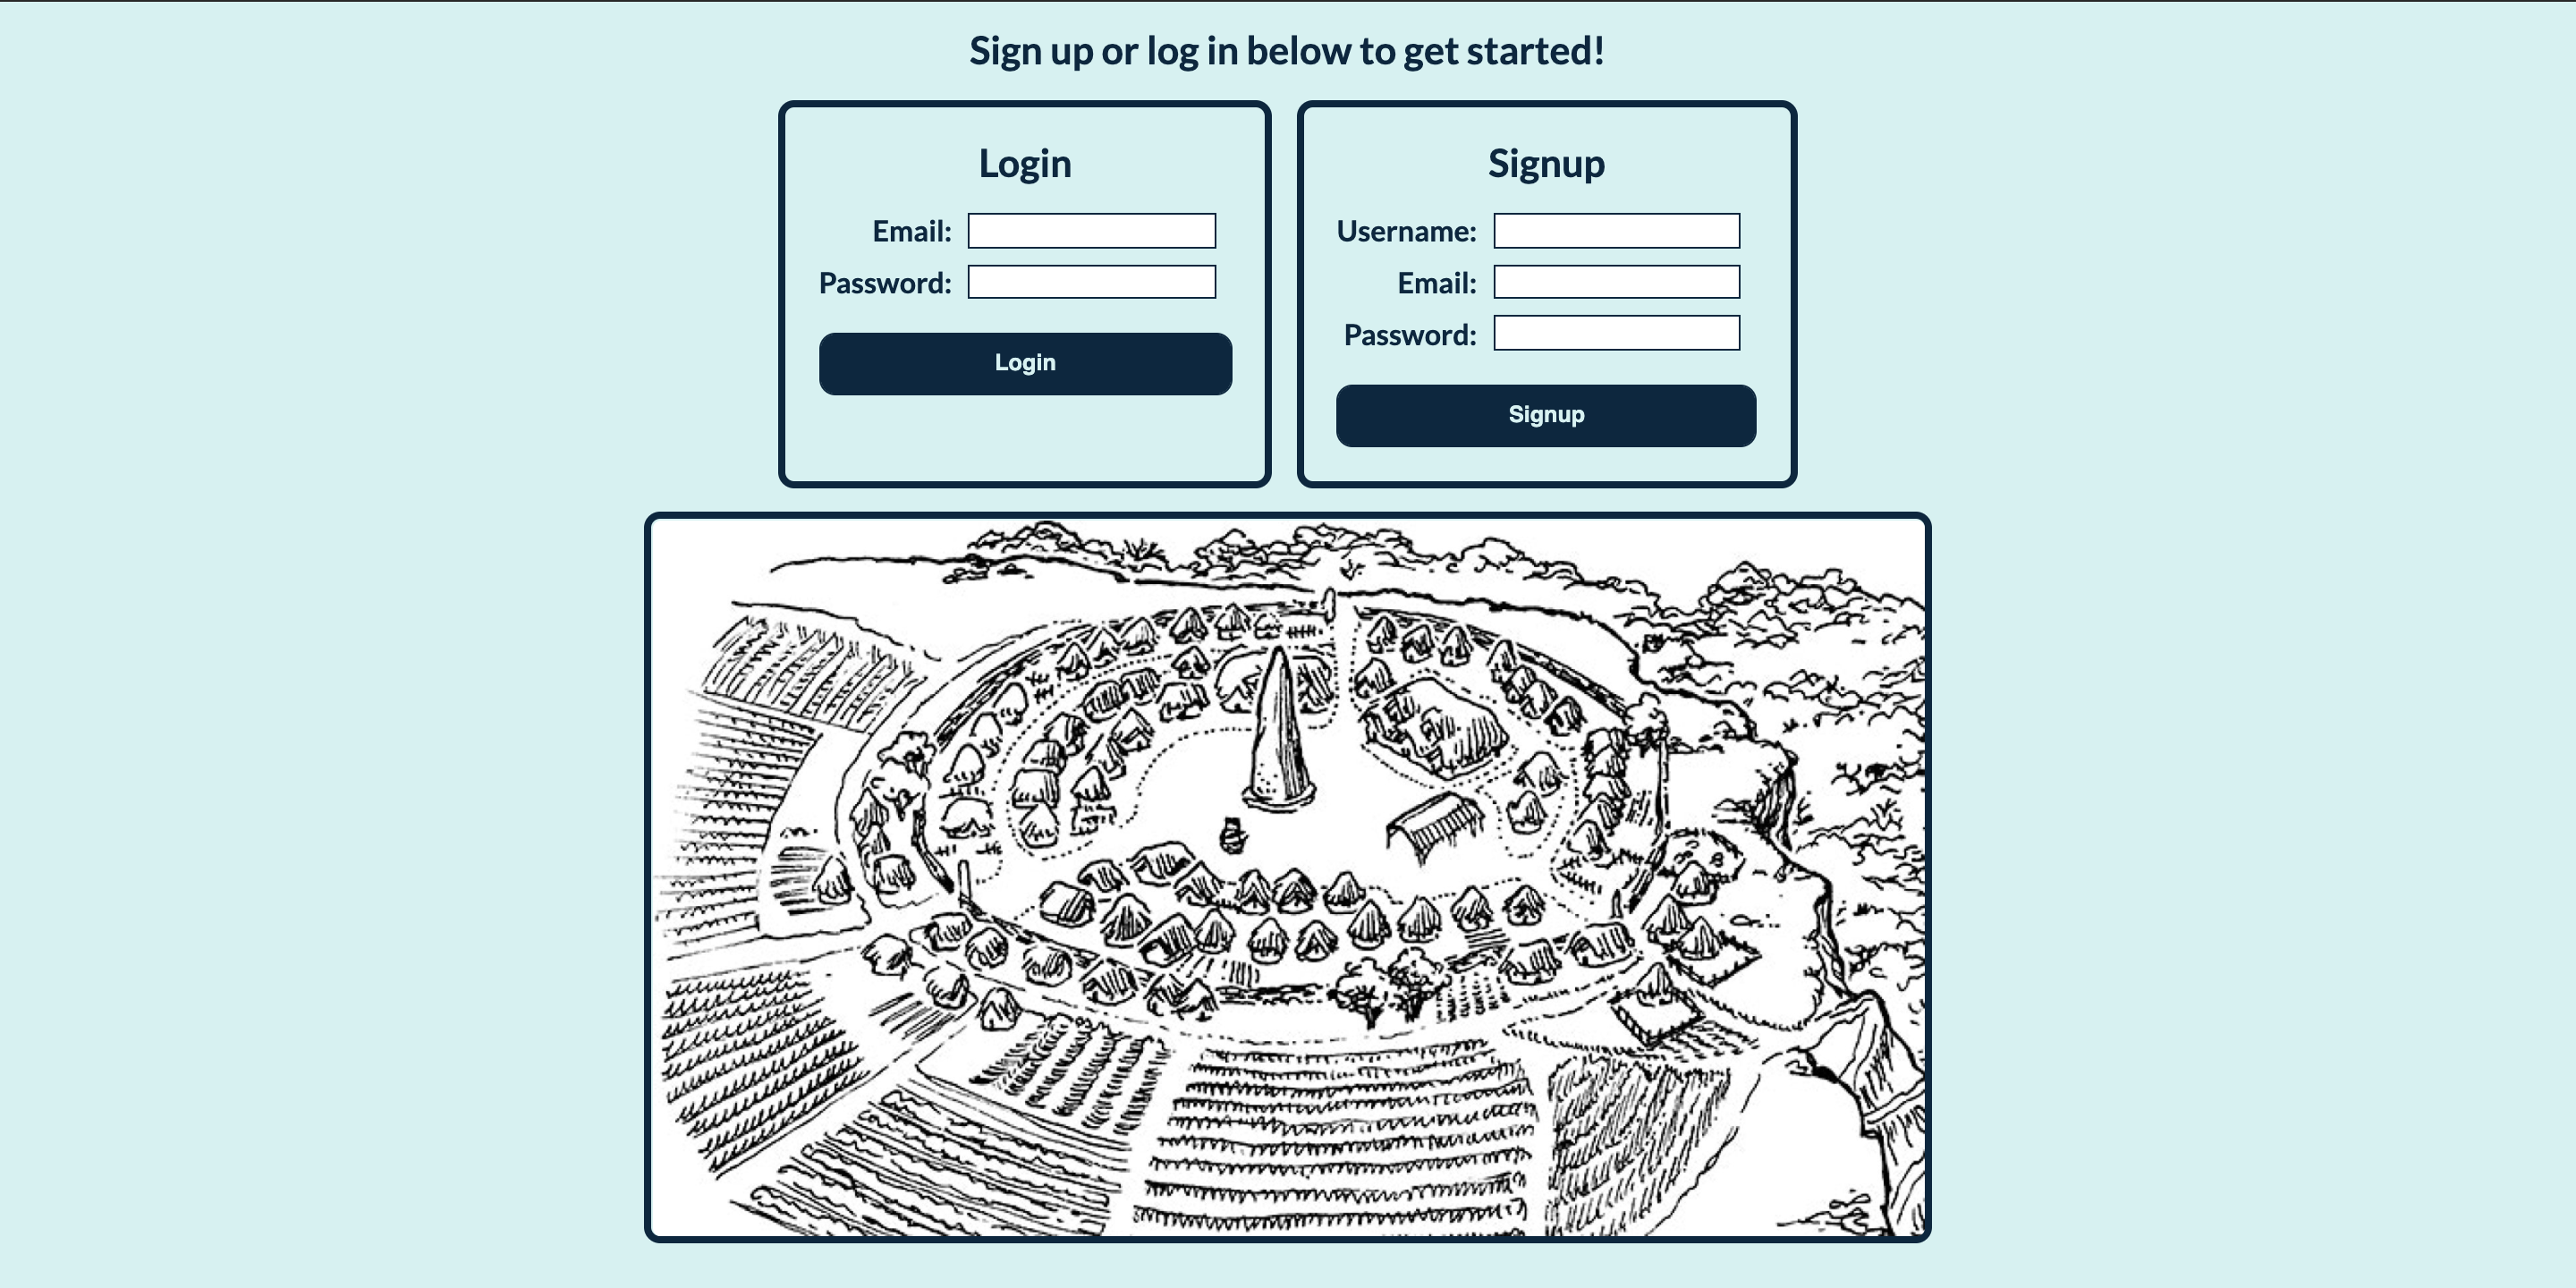 Sign up or log in below to get started!
Login
Email:
Password:
Login
Signup
Username:
Email:
Password:
Signup